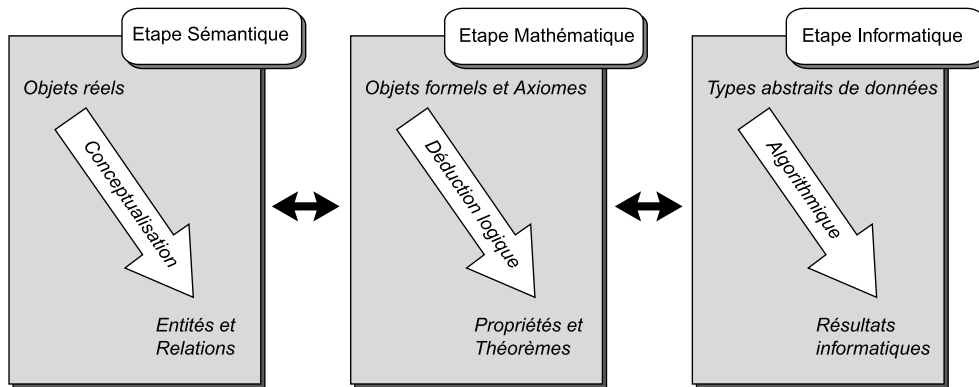 Etape Sémantique
Objets réels
Conceptualisation
Entités et
Relations
Etape Mathématique
Objets formels et Axiomes
Déduction logique
Propriétés et
Théorèmes
Etape Informatique
Types abstraits de données
Algorithmique
Résultats
informatiques